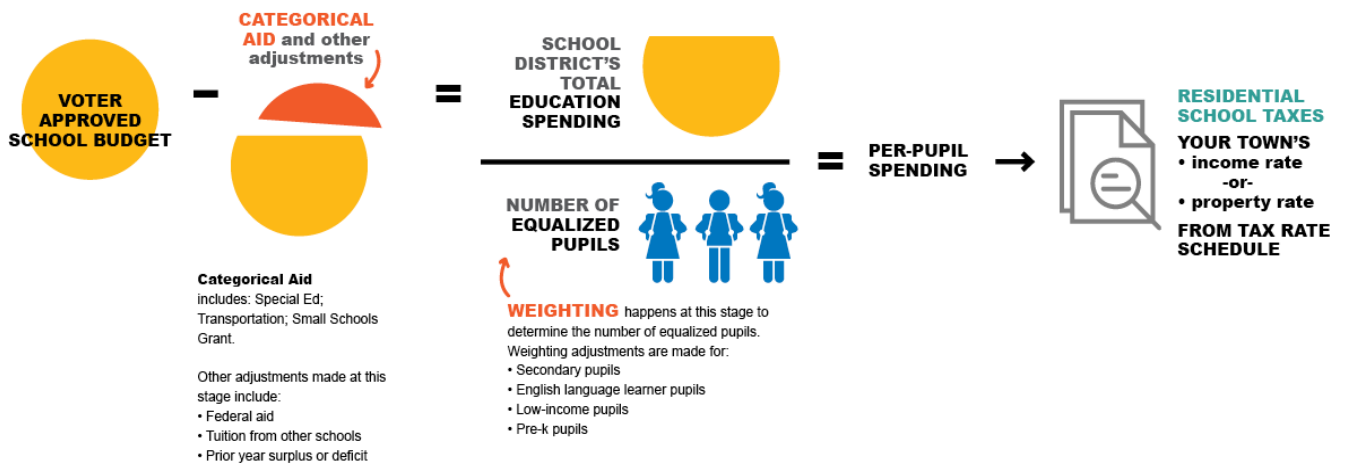 VOTER
APPROVED
SCHOOL BUDGET
–
CATEGORICAL
AID and other
adjustments
=
SCHOOL
DISTRICT'S
TOTAL
EDUCATION
SPENDING
NUMBER OF
EQUALIZED
PUPILS
=
PER-PUPIL
SPENDING
RESIDENTIAL
SCHOOL TAXES
YOUR TOWN'S
• income rate
-or-
• property rate
FROM TAX RATE
SCHEDULE
Categorical Aid
includes: Special Ed;
Transportation; Small Schools
Grant.
Other adjustments made at this
stage include:
• Federal aid
• Tuition from other schools
• Prior year surplus or deficit
WEIGHTING happens at this stage to
determine the number of equalized pupils.
Weighting adjustments are made for:
• Secondary pupils
• English language learner pupils
• Low-income pupils
• Pre-k pupils